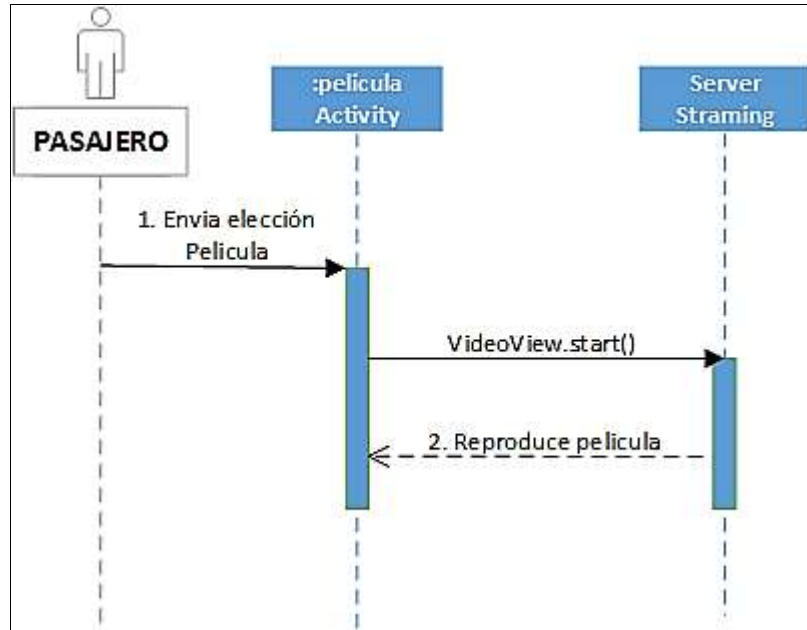 :pelicula
Activity
Server
Straming
PASAJERO
1. Envia elección
Pelicula
VideoView.start()
2. Reproduce pelicula